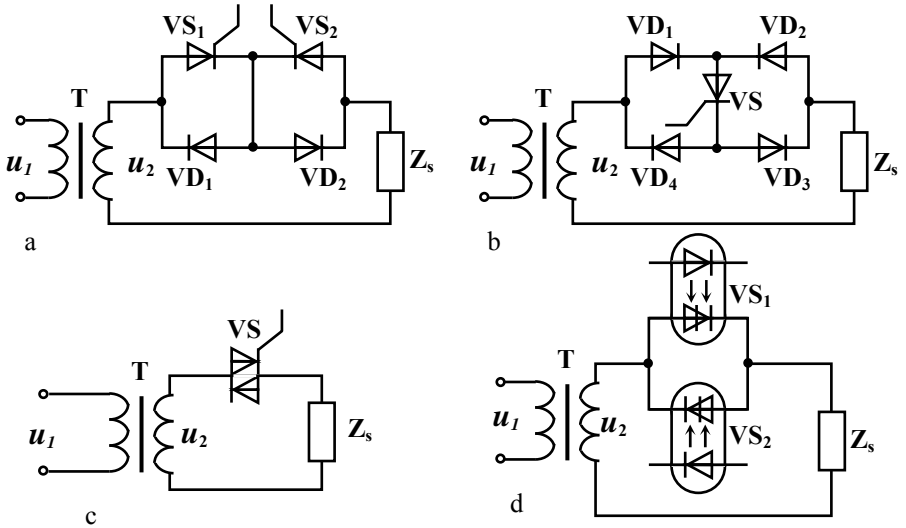 VS₁ VS₂
T
u₁ u₂ Zₛ
VD₁ VD₂
a
VD₁ VD₂
T VS
u₁ u₂ Zₛ
VD₄ VD₃
b
VS
T
u₁ u₂ Zₛ
c
VS₁
T
u₁ u₂ VS₂ Zₛ
d